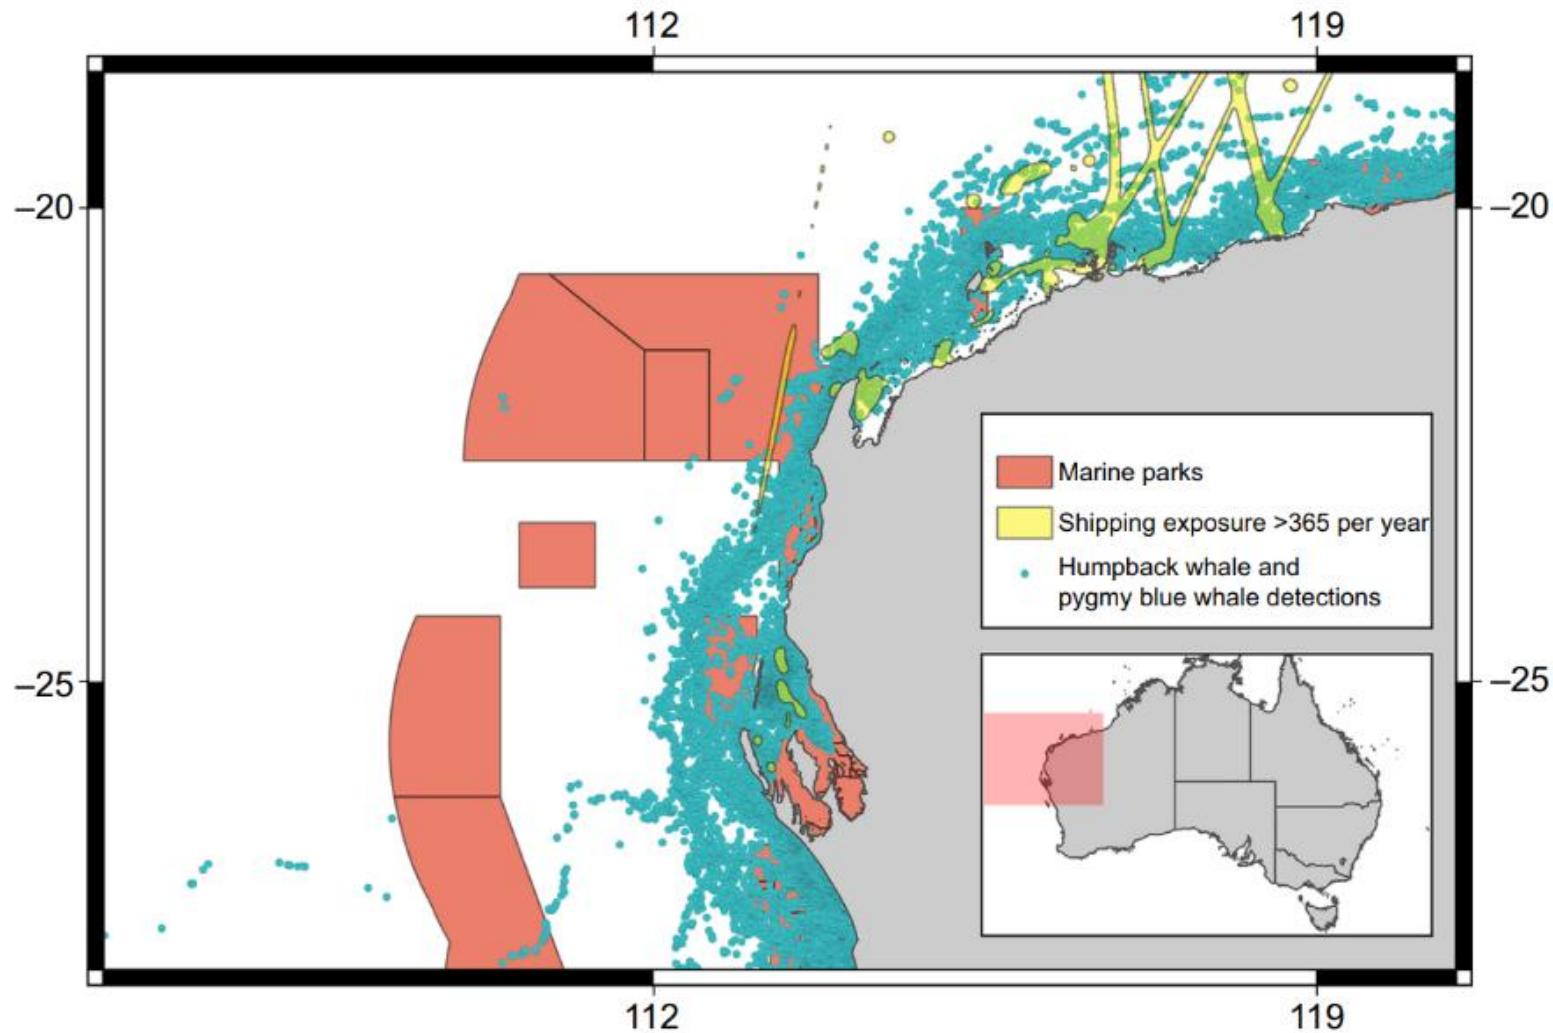 112 119
–20 –20
Marine parks
Shipping exposure >365 per year
Humpback whale and
pygmy blue whale detections
–25 –25
112 119